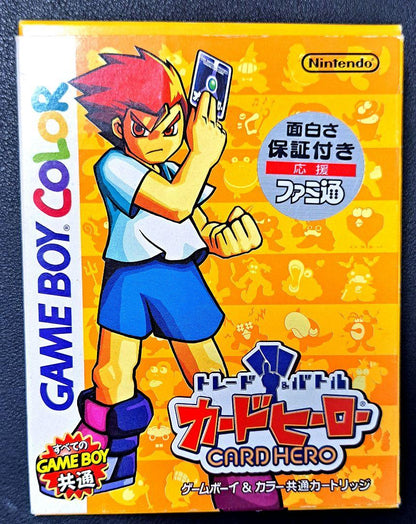 GAME BOY COLOR
Nintendo®
面白さ
保証付き
応援
ファミ通
トレード&バトル
カードヒーロー®
CARD HERO
すべての
GAME BOY
共通
ゲームボーイ&カラー共通カートリッジ